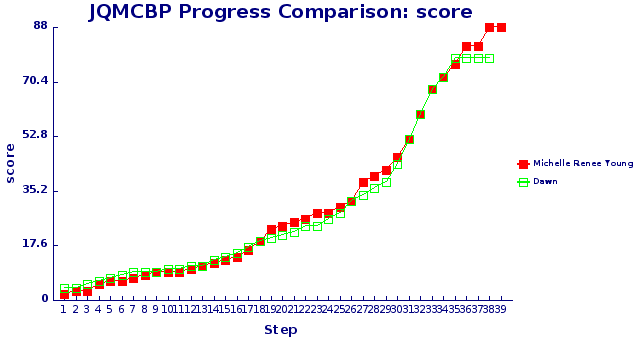 JQMCBP Progress Comparison: score
88
70.4
52.8
35.2
17.6
0
score
1 2 3 4 5 6 7 8 9 10 11 12 13 14 15 16 17 18 19 20 21 22 23 24 25 26 27 28 29 30 31 32 33 34 35 36 37 38 39
Step
Michelle Renee Young
Dawn